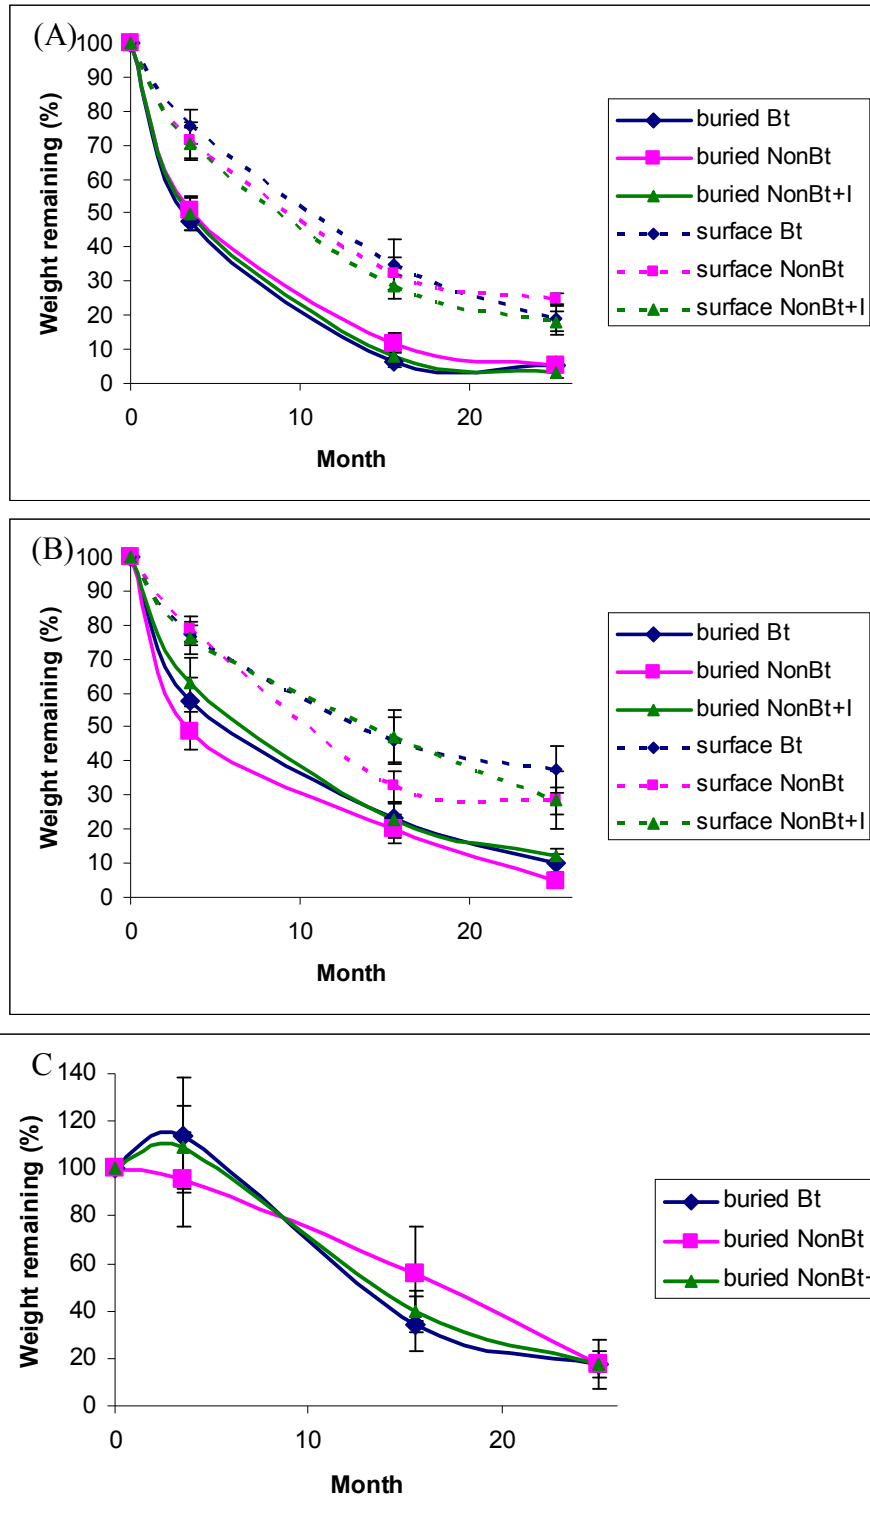 (A)
100
90
80
70
60
50
40
30
20
10
0
0 10 20
Weight remaining (%)
Month
buried Bt
buried NonBt
buried NonBt+I
surface Bt
surface NonBt
surface NonBt+I
(B)
100
90
80
70
60
50
40
30
20
10
0
0 10 20
Weight remaining (%)
Month
buried Bt
buried NonBt
buried NonBt+I
surface Bt
surface NonBt
surface NonBt+I
C
140
120
100
80
60
40
20
0
0 10 20
Weight remaining (%)
Month
buried Bt
buried NonBt
buried NonBt+